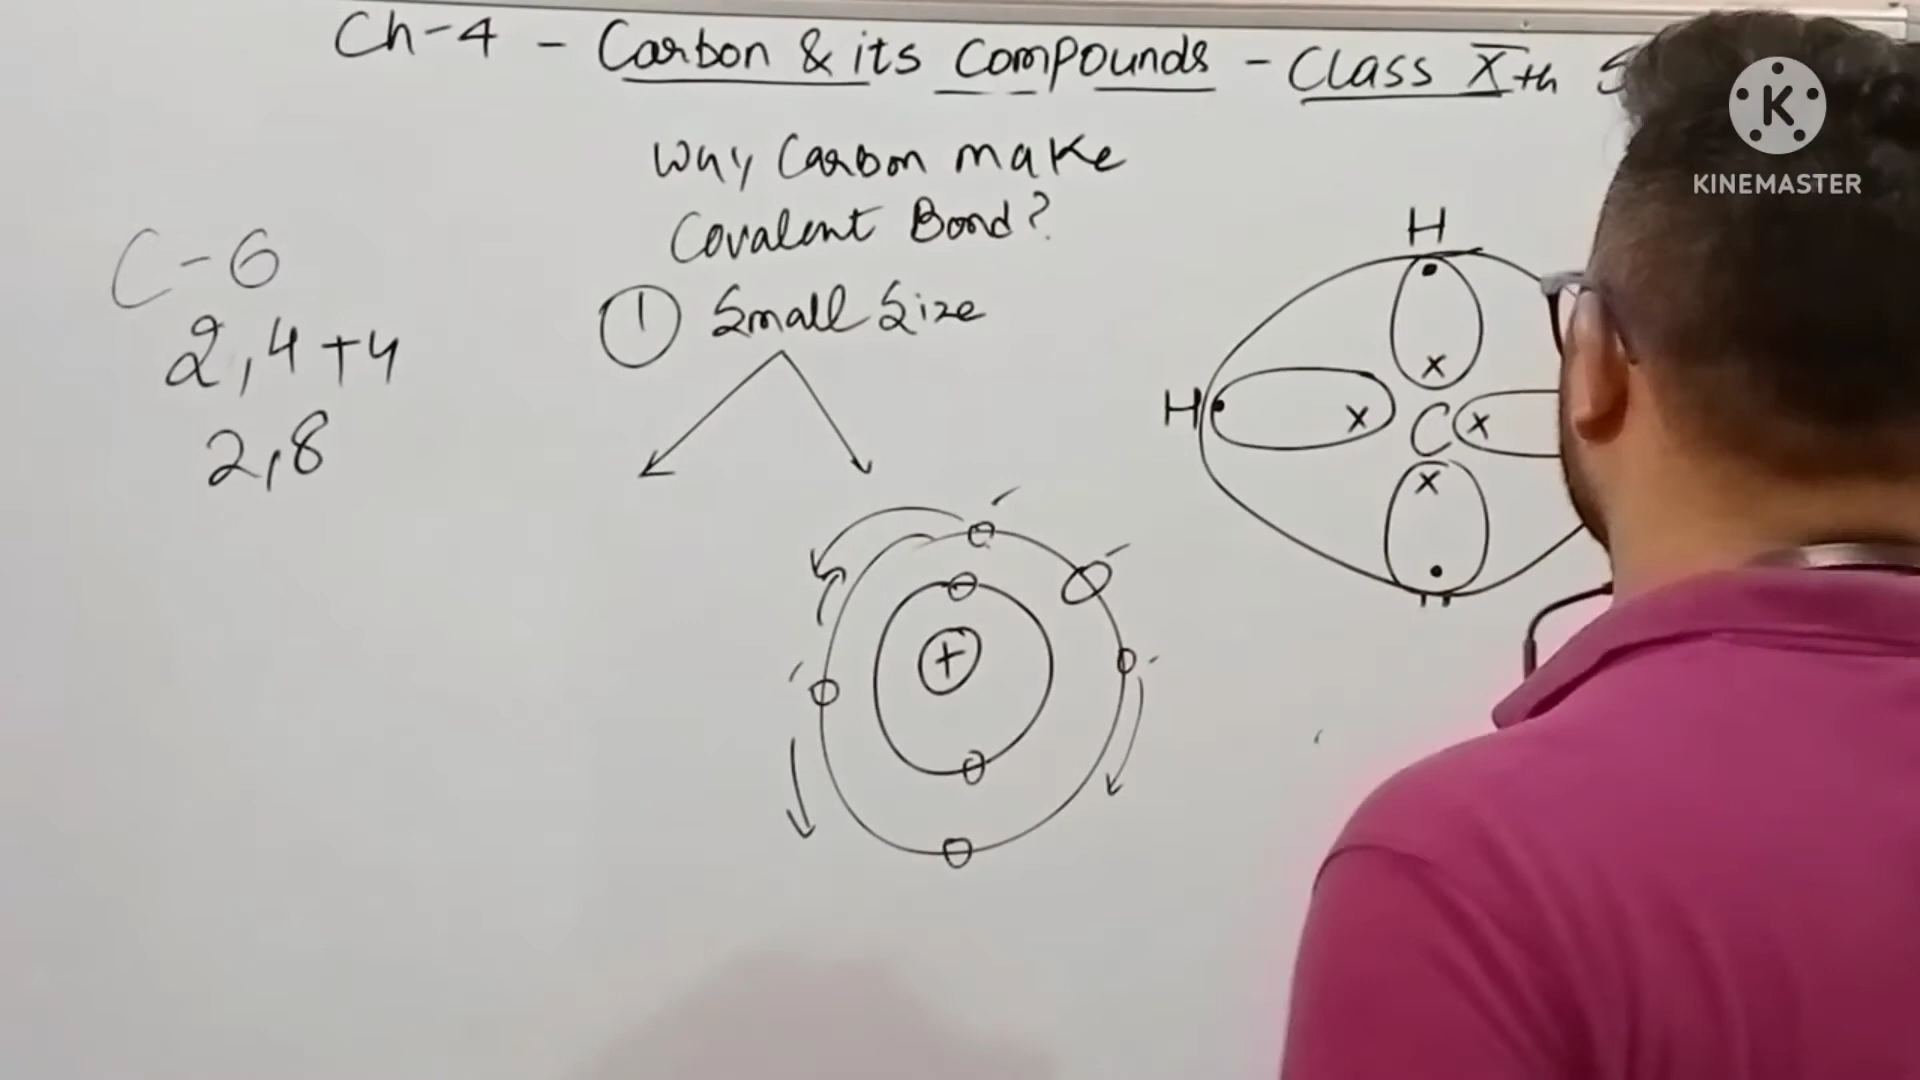 Ch-4 - Carbon & its Compounds - Class Xth
Why Carbon make
Covalent Bond?
① Small Size
C-6
2,4+4
2,8
H
H x C x
x
x
+
K
KINEMASTER